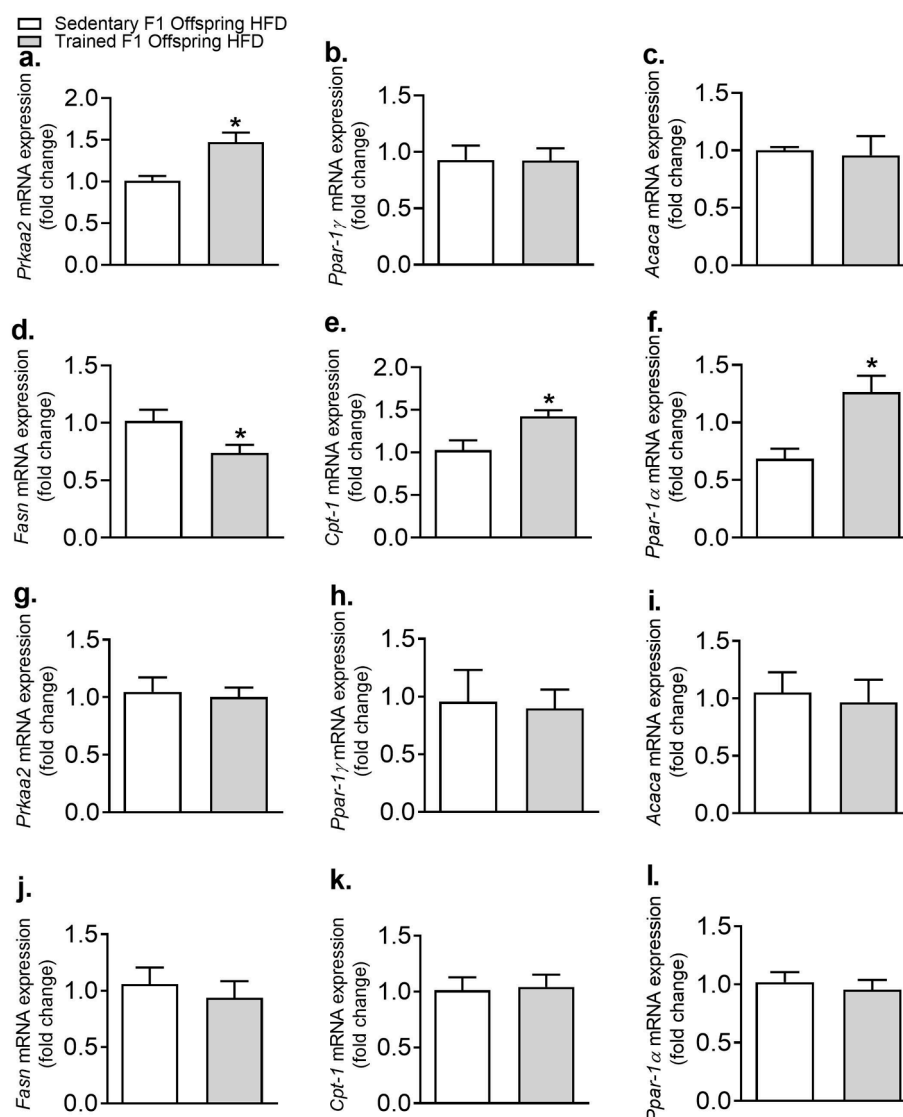 Sedentary F1 Offspring HFD
Trained F1 Offspring HFD
a.
Prkaa2 mRNA expression
(fold change)
2.0
1.5
1.0
0.5
0.0
*
b.
Ppar-1γ mRNA expression
(fold change)
1.5
1.0
0.5
0.0
c.
Acaca mRNA expression
(fold change)
1.5
1.0
0.5
0.0
d.
Fasn mRNA expression
(fold change)
1.5
1.0
0.5
0.0
*
e.
Cpt-1 mRNA expression
(fold change)
2.0
1.5
1.0
0.5
0.0
*
f.
Ppar-1α mRNA expression
(fold change)
1.5
1.0
0.5
0.0
*
g.
Prkaa2 mRNA expression
(fold change)
1.5
1.0
0.5
0.0
h.
Ppar-1γ mRNA expression
(fold change)
1.5
1.0
0.5
0.0
i.
Acaca mRNA expression
(fold change)
1.5
1.0
0.5
0.0
j.
Fasn mRNA expression
(fold change)
1.5
1.0
0.5
0.0
k.
Cpt-1 mRNA expression
(fold change)
1.5
1.0
0.5
0.0
l.
Ppar-1α mRNA expression
(fold change)
1.5
1.0
0.5
0.0